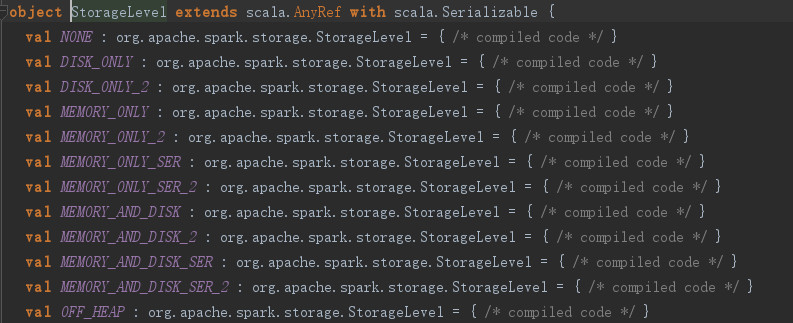 object StorageLevel extends scala.AnyRef with scala.Serializable {
val NONE : org.apache.spark.storage.StorageLevel = { /* compiled code */ }
val DISK_ONLY : org.apache.spark.storage.StorageLevel = { /* compiled code */ }
val DISK_ONLY_2 : org.apache.spark.storage.StorageLevel = { /* compiled code */ }
val MEMORY_ONLY : org.apache.spark.storage.StorageLevel = { /* compiled code */ }
val MEMORY_ONLY_2 : org.apache.spark.storage.StorageLevel = { /* compiled code */ }
val MEMORY_ONLY_SER : org.apache.spark.storage.StorageLevel = { /* compiled code */ }
val MEMORY_ONLY_SER_2 : org.apache.spark.storage.StorageLevel = { /* compiled code */ }
val MEMORY_AND_DISK : org.apache.spark.storage.StorageLevel = { /* compiled code */ }
val MEMORY_AND_DISK_2 : org.apache.spark.storage.StorageLevel = { /* compiled code */ }
val MEMORY_AND_DISK_SER : org.apache.spark.storage.StorageLevel = { /* compiled code */ }
val MEMORY_AND_DISK_SER_2 : org.apache.spark.storage.StorageLevel = { /* compiled code */ }
val OFF_HEAP : org.apache.spark.storage.StorageLevel = { /* compiled code */ }